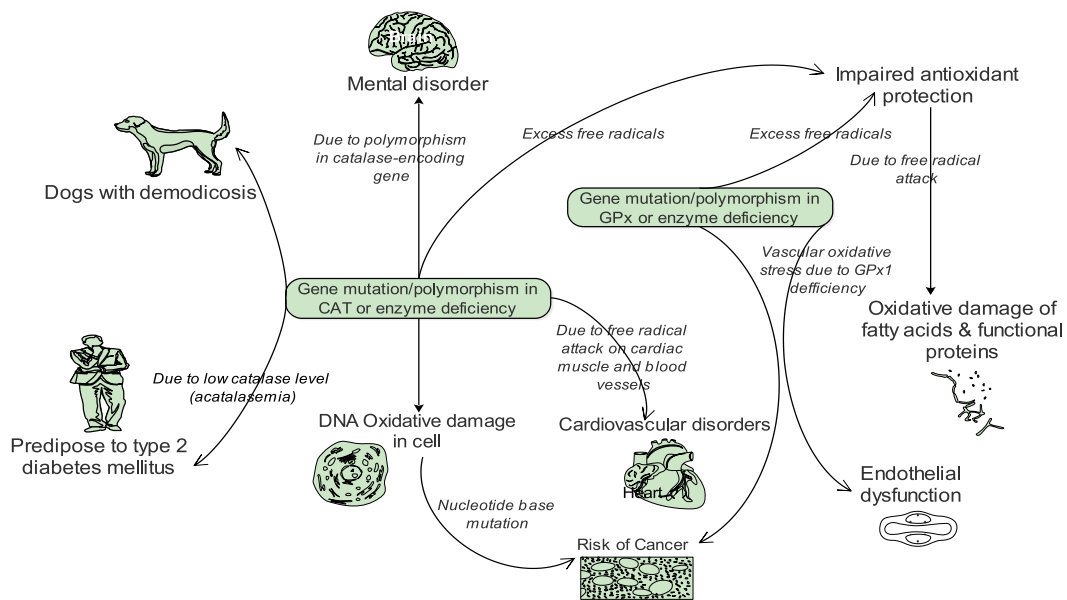 Brain
Mental disorder
Impaired antioxidant
protection
Due to polymorphism
in catalase-encoding
gene
Excess free radicals
Excess free radicals
Due to free radical
attack
Dogs with demodicosis
Gene mutation/polymorphism in
GPx or enzyme deficiency
Vascular oxidative
stress due to GPx1
defficiency
Gene mutation/polymorphism in
CAT or enzyme deficiency
Oxidative damage of
fatty acids & functional
proteins
Due to free radical
attack on cardiac
muscle and blood
vessels
Due to low catalase level
(acatalasemia)
Predipose to type 2
diabetes mellitus
DNA Oxidative damage
in cell
Cardiovascular disorders
Heart
Endothelial
dysfunction
Nucleotide base
mutation
Risk of Cancer